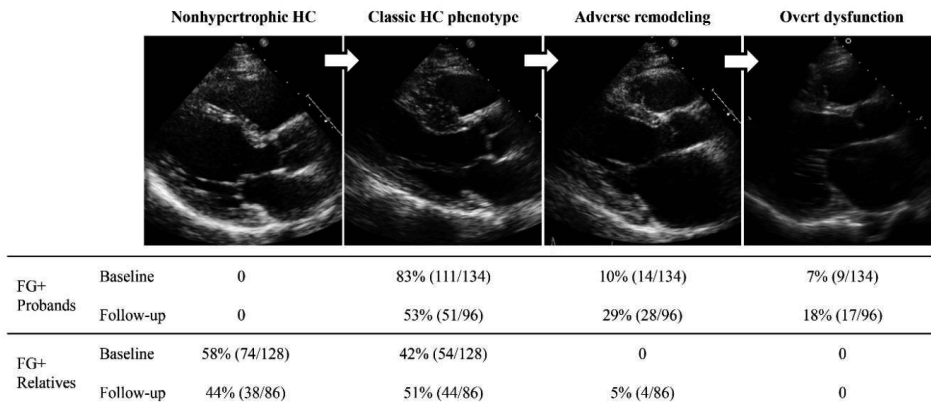 Nonhypertrophic HC Classic HC phenotype Adverse remodeling Overt dysfunction
FG+ Probands Baseline 0 83% (111/134) 10% (14/134) 7% (9/134)
Follow-up 0 53% (51/96) 29% (28/96) 18% (17/96)
FG+ Relatives Baseline 58% (74/128) 42% (54/128) 0 0
Follow-up 44% (38/86) 51% (44/86) 5% (4/86) 0